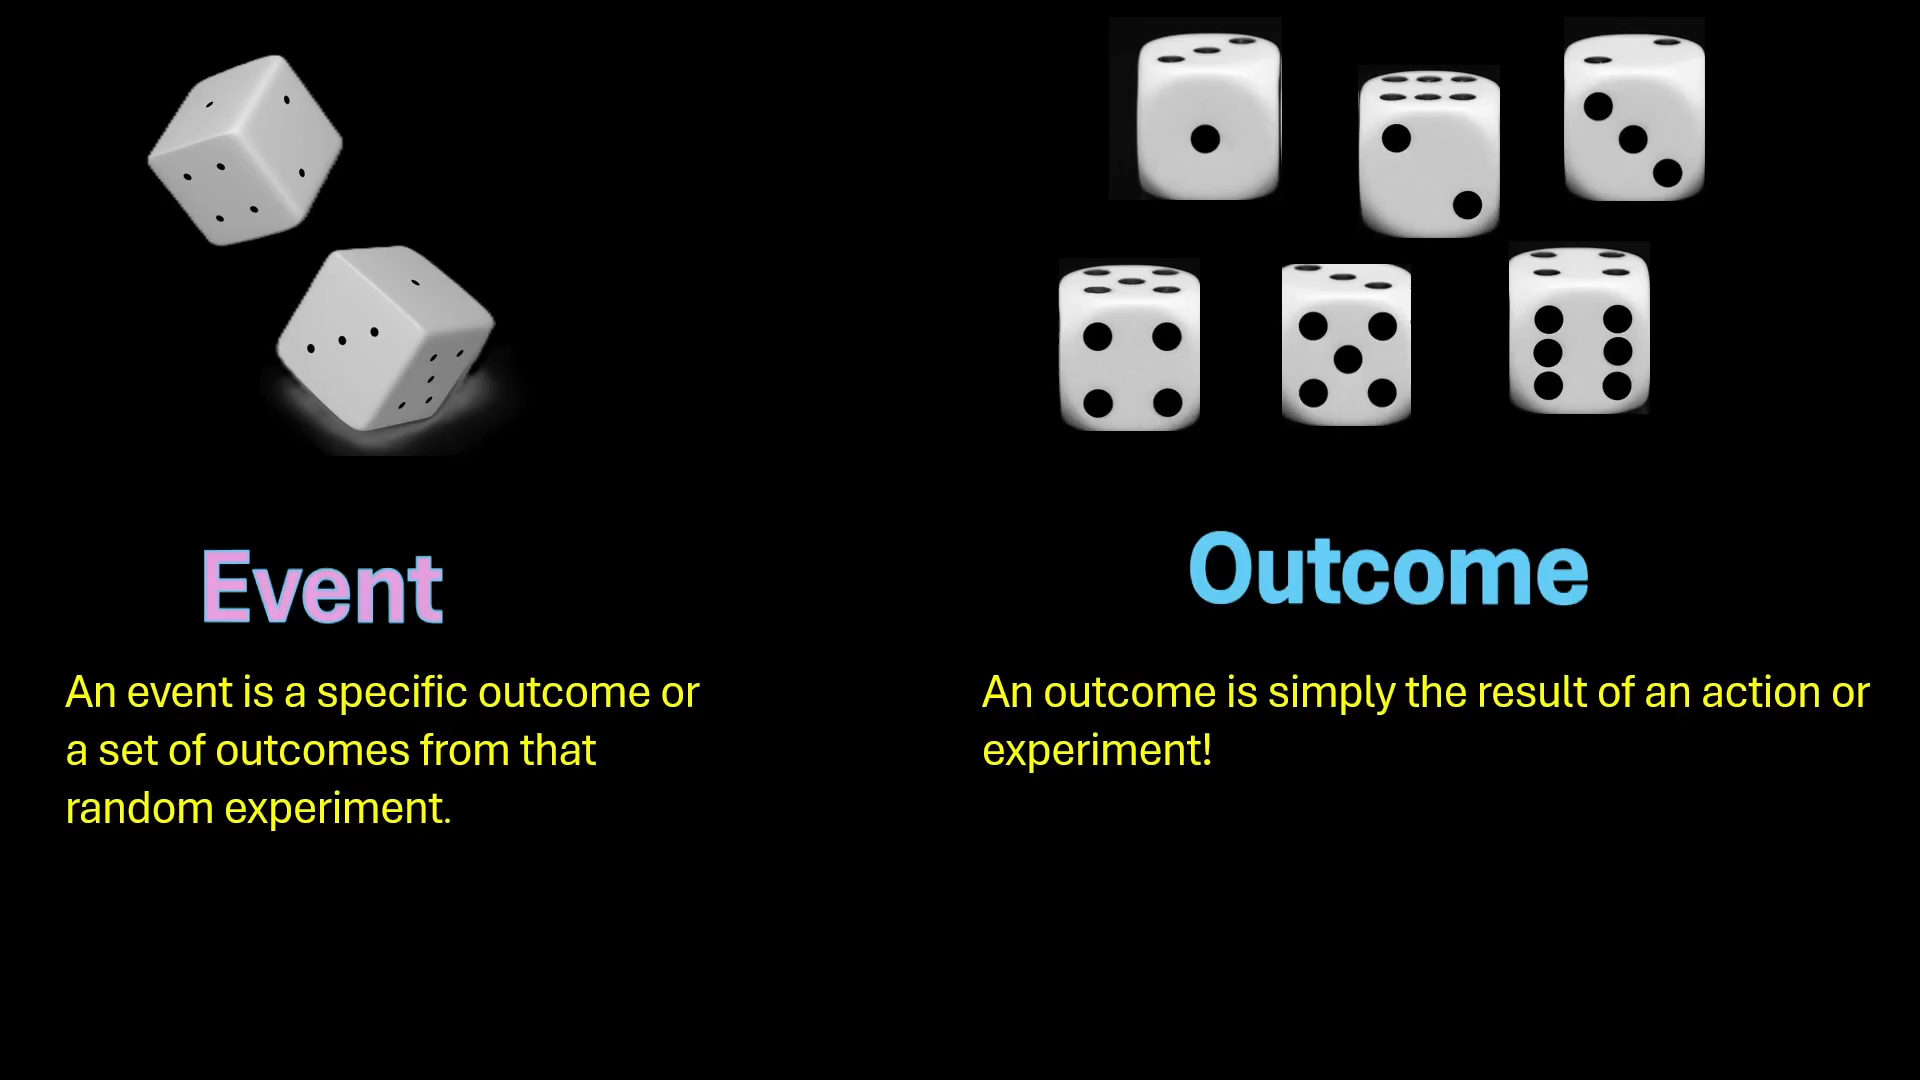 Event
An event is a specific outcome or
a set of outcomes from that
random experiment.
Outcome
An outcome is simply the result of an action or
experiment!